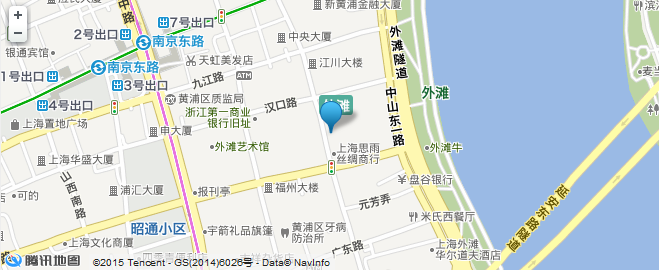 +
−
7号出口
2号出口
南京东路
银通宾馆
1号出口
南京东路
3号出口
4号出口
中路
新黄浦金融大厦
中央大厦
天虹美发店
江川大楼
九江路
ATM
黄浦区质监局
汉口路
浙江第一商业
银行旧址
外滩隧道
中山东一路
外滩
上海置地广场
申大厦
外滩艺术馆
上海思雨
丝绸商行
外滩牛
上海华盛大厦
山西南路
可的
浦汇大厦
报刊亭
福州大楼
盘谷银行
元芳弄
米氏西餐厅
昭通小区
宇箭礼品旗篷
黄浦区牙病
防治所
广东路
上海文化商厦
上海外滩
华尔道夫酒店
延安东路隧道
腾讯地图
©2015 Tencent - GS(2014)6026号 - Data© NavInfo